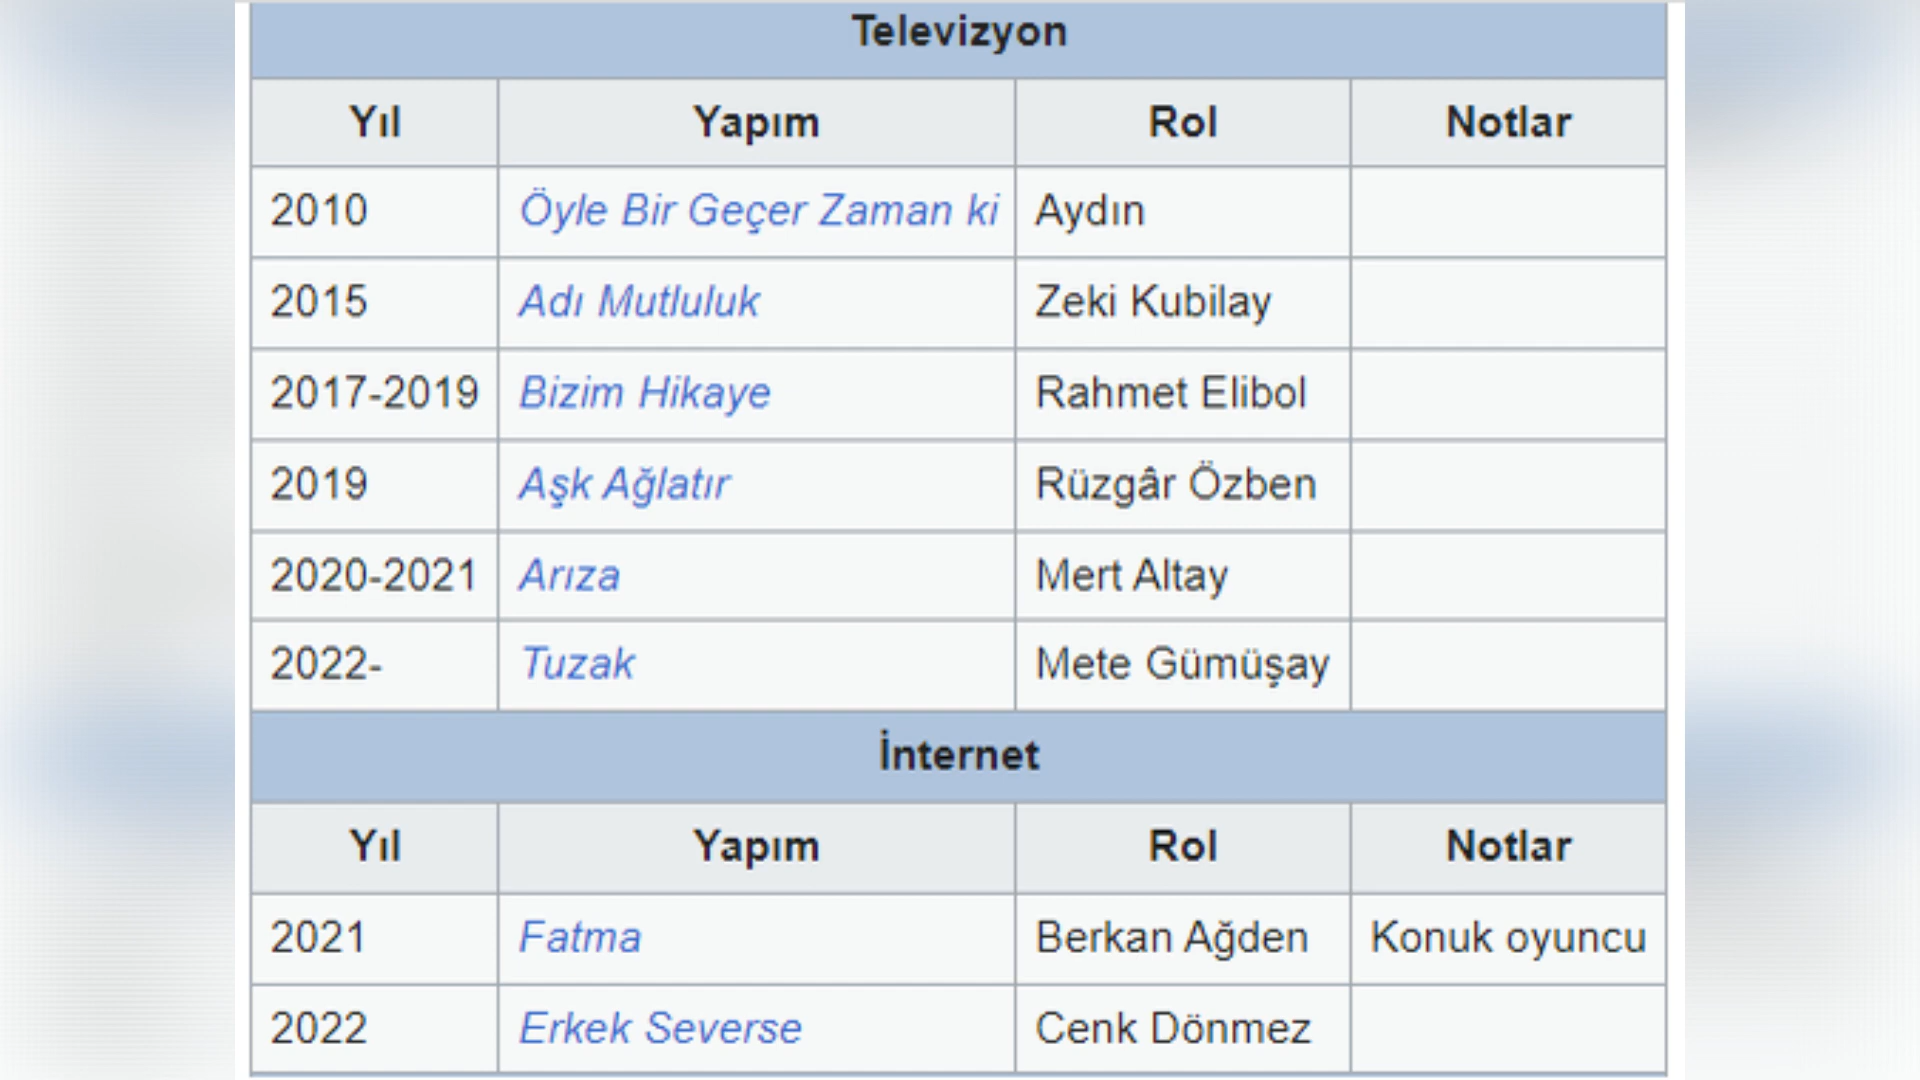 Televizyon
Yıl Yapım Rol Notlar
2010 Öyle Bir Geçer Zaman ki Aydın
2015 Adı Mutluluk Zeki Kubilay
2017-2019 Bizim Hikaye Rahmet Elibol
2019 Aşk Ağlatır Rüzgâr Özben
2020-2021 Arıza Mert Altay
2022- Tuzak Mete Gümüşay
İnternet
Yıl Yapım Rol Notlar
2021 Fatma Berkan Ağden Konuk oyuncu
2022 Erkek Severse Cenk Dönmez